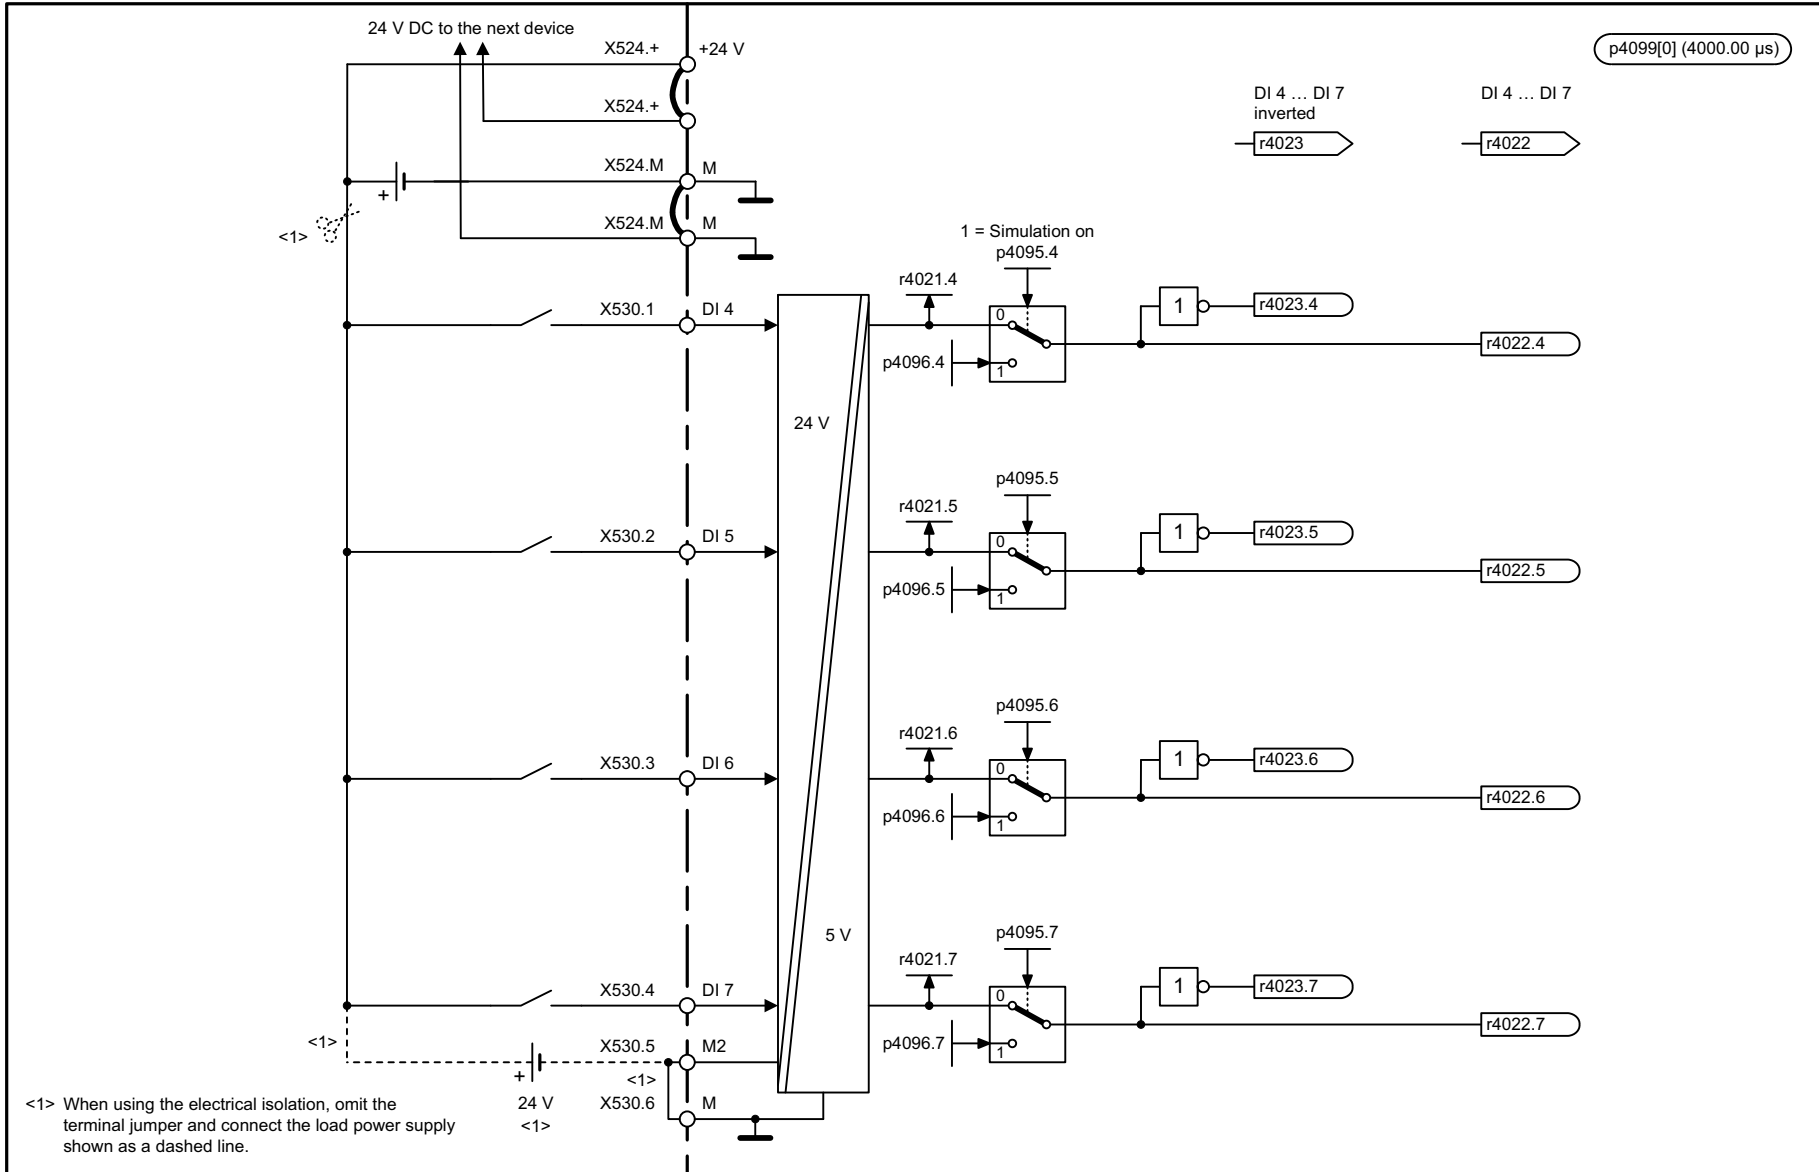 24 V DC to the next device
X524.+ +24 V
p4099[0] (4000.00 µs)
X524.+
DI 4 … DI 7
inverted
r4023
DI 4 … DI 7
r4022
X524.M M
+
<1>
X524.M M
1 = Simulation on
p4095.4
r4021.4
X530.1 DI 4
0
1
p4096.4
1
r4023.4
r4022.4
24 V
p4095.5
r4021.5
X530.2 DI 5
0
1
p4096.5
1
r4023.5
r4022.5
p4095.6
r4021.6
X530.3 DI 6
0
1
p4096.6
1
r4023.6
r4022.6
5 V
p4095.7
r4021.7
X530.4 DI 7
0
1
p4096.7
1
r4023.7
r4022.7
<1>
X530.5 M2
+
<1>
24 V
<1>
X530.6 M
<1> When using the electrical isolation, omit the
terminal jumper and connect the load power supply
shown as a dashed line.